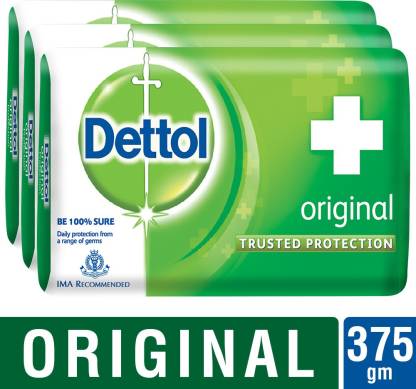 Dettol
BE 100% SURE
Daily protection from
a range of germs
IMA RECOMMENDED
original
TRUSTED PROTECTION
ORIGINAL
375
gm